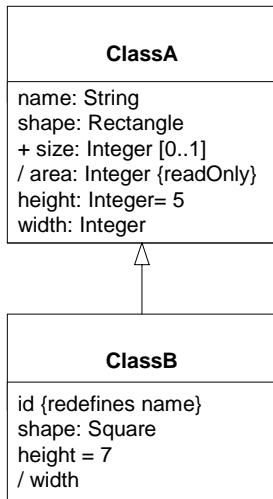 ClassA
name: String
shape: Rectangle
+ size: Integer [0..1]
/ area: Integer {readOnly}
height: Integer= 5
width: Integer
ClassB
id {redefines name}
shape: Square
height = 7
/ width